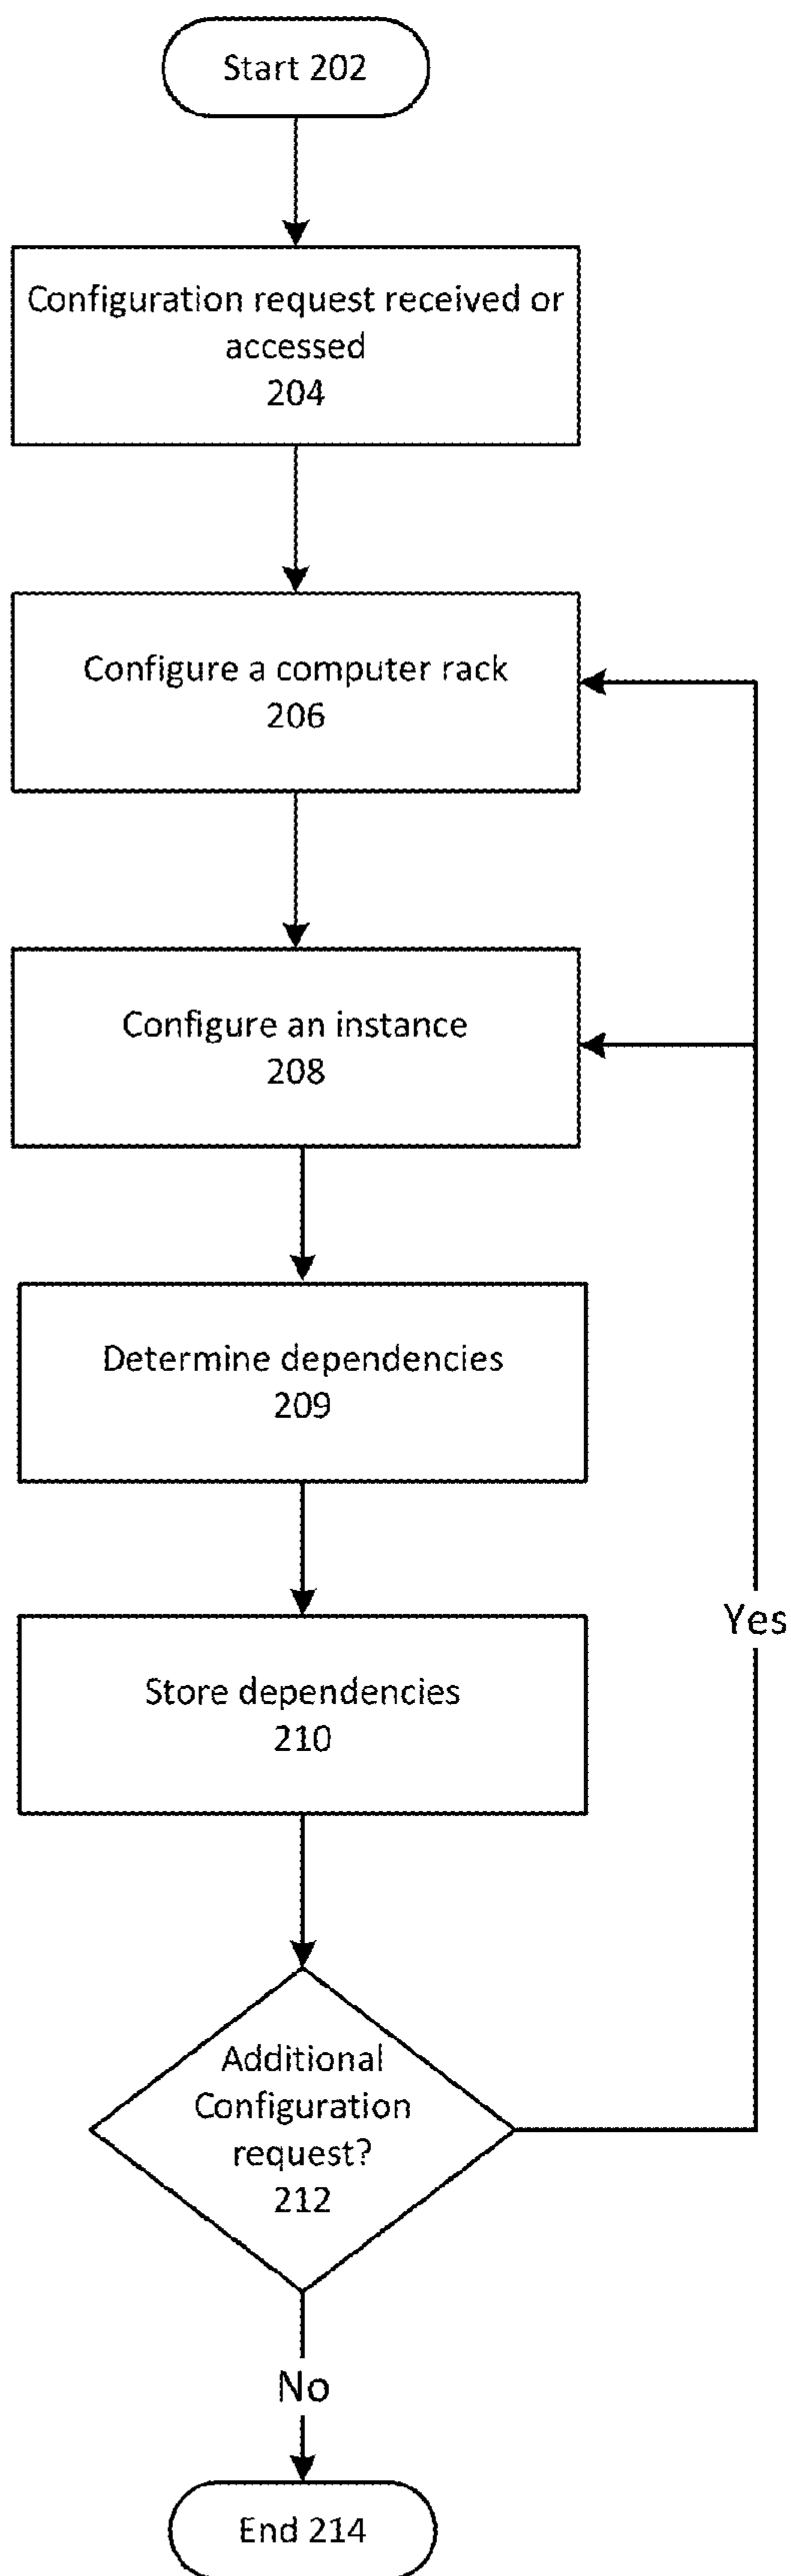 Start 202
Configuration request received or
accessed
204
Configure a computer rack
206
Configure an instance
208
Determine dependencies
209
Store dependencies
210
Yes
Additional
Configuration
request?
212
No
End 214